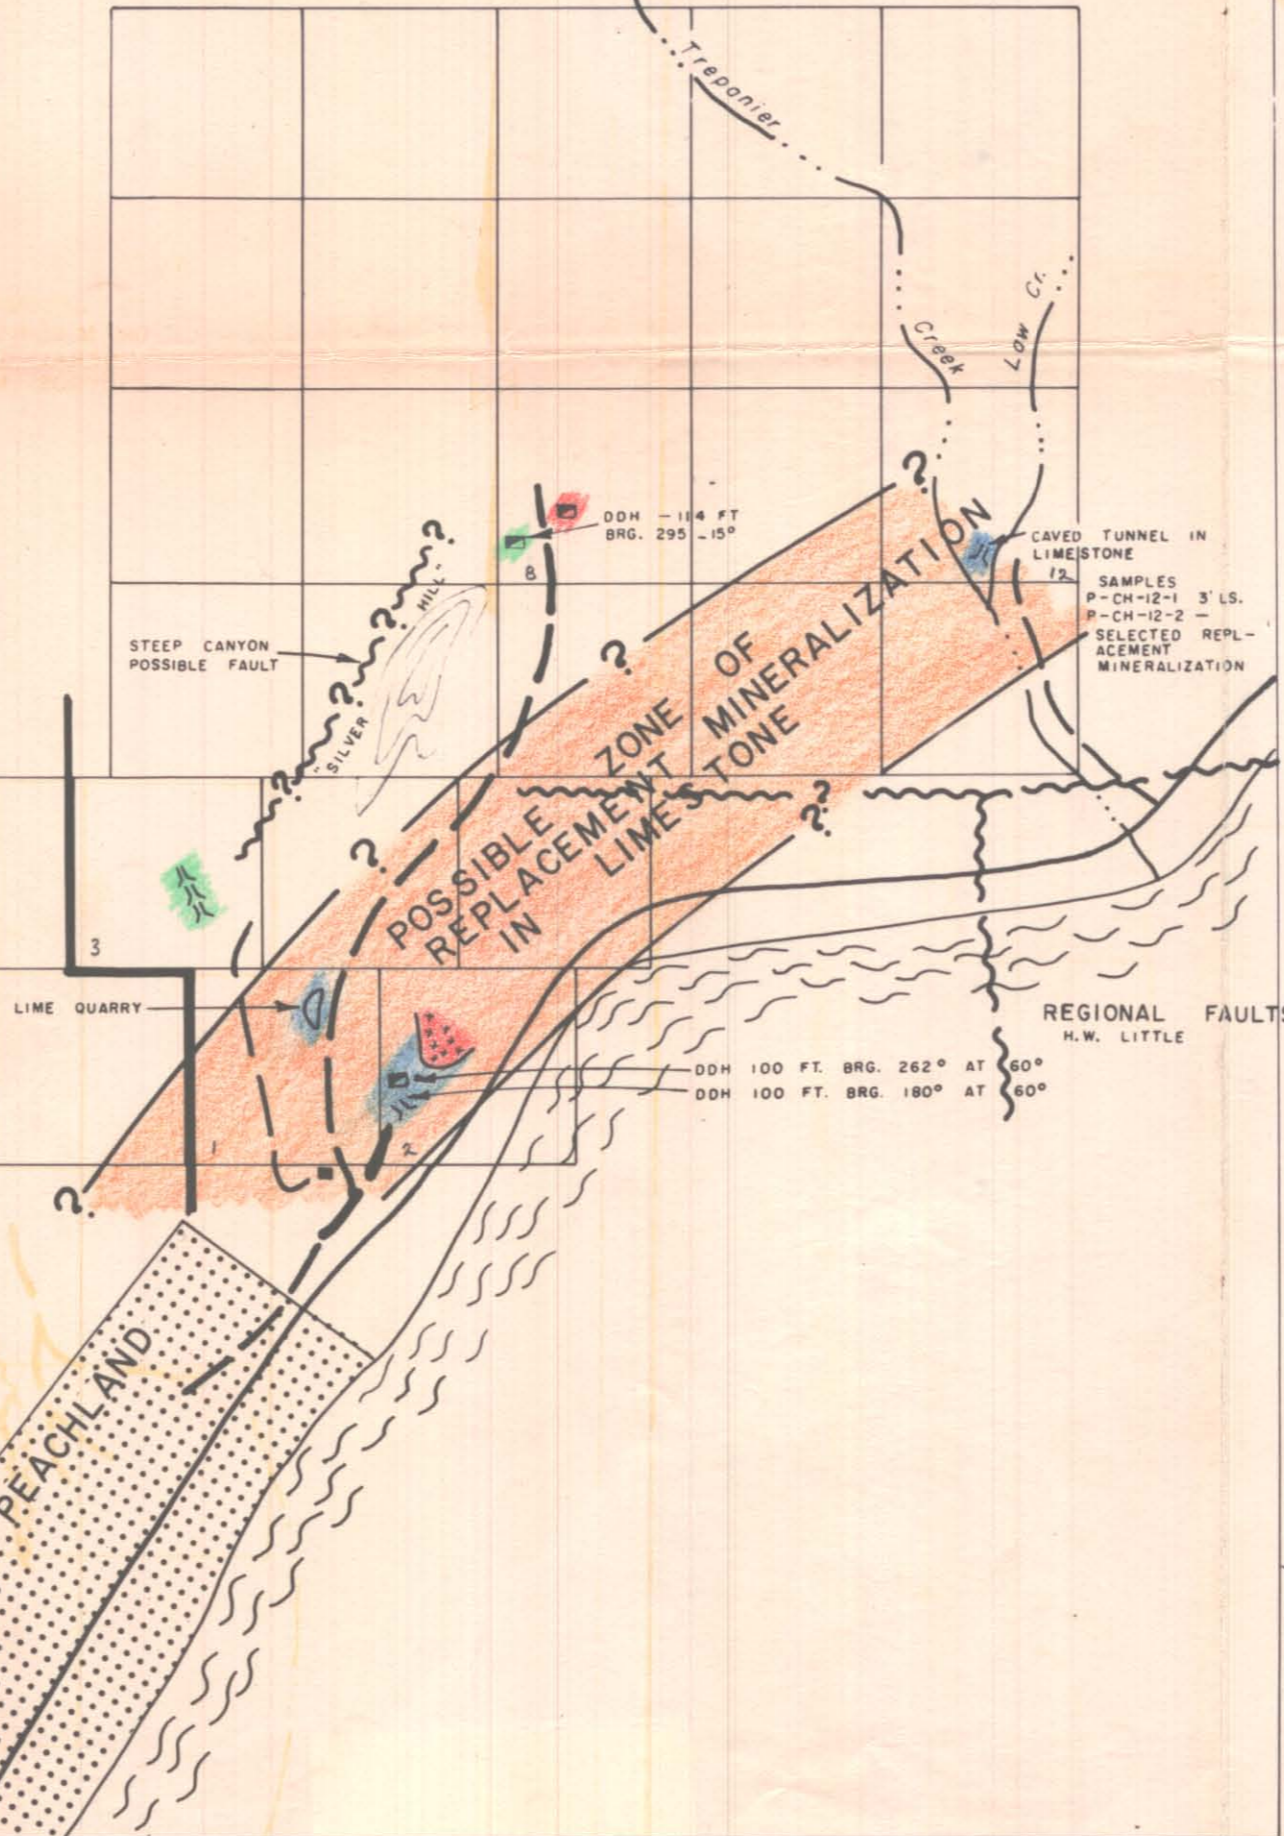 Trepanier
Creek
Low Cr.
DDH - 114 FT
BRG. 295 - 15°
8
CAVED TUNNEL IN
LIMESTONE
12
SAMPLES
P-CH-12-1 3' LS.
P-CH-12-2 -
SELECTED REPL-
ACEMENT
MINERALIZATION
STEEP CANYON
POSSIBLE FAULT
"SILVER HILL"
?
?
?
?
?
?
?
?
?
?
?
POSSIBLE ZONE OF
REPLACEMENT MINERALIZATION
IN LIMESTONE
3
LIME QUARRY
REGIONAL FAULTS
H.W. LITTLE
DDH 100 FT. BRG. 262° AT 60°
DDH 100 FT. BRG. 180° AT 60°
1
2
PEACHLAND